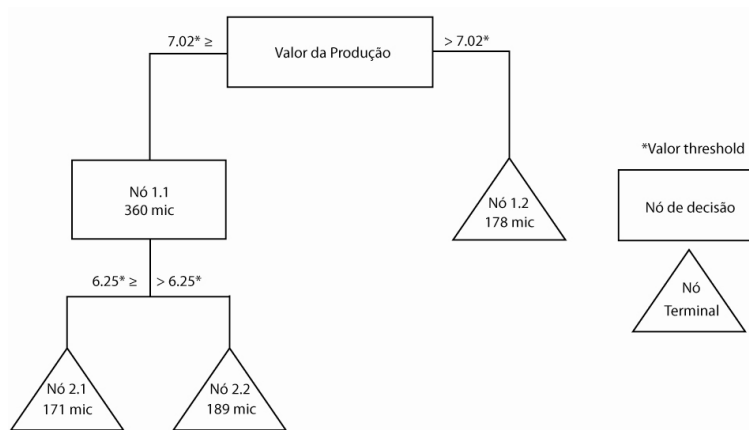 7.02* ≥
Valor da Produção
> 7.02*
*Valor threshold
Nó 1.1
360 mic
Nó 1.2
178 mic
Nó de decisão
6.25* ≥
> 6.25*
Nó
Terminal
Nó 2.1
171 mic
Nó 2.2
189 mic